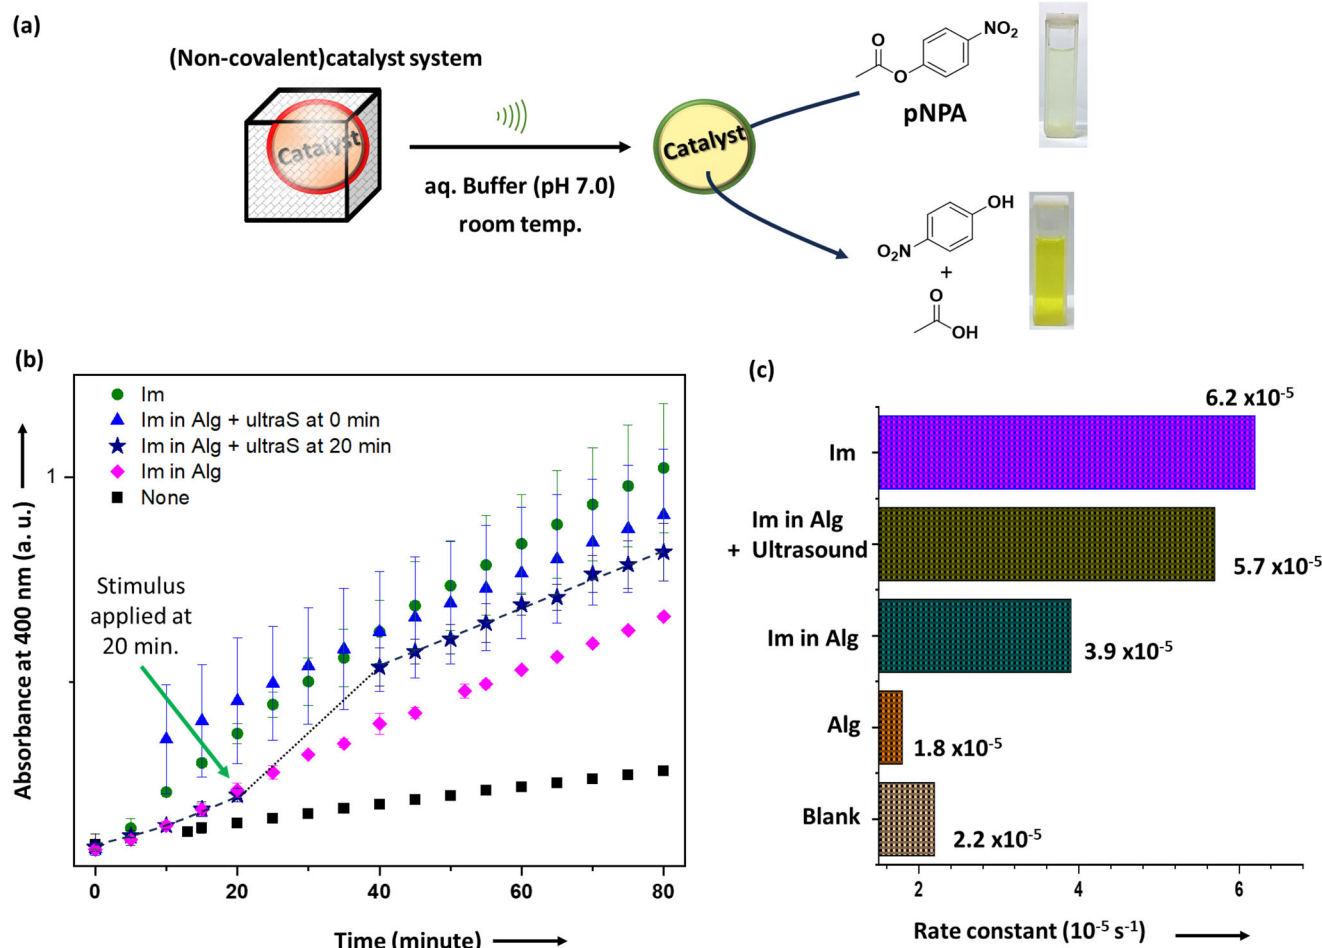 (a)
(Non-covalent)catalyst system
Catalyst
aq. Buffer (pH 7.0)
room temp.
Catalyst
O
O
NO₂
pNPA
OH
O₂N
+
O
OH
(b)
Absorbance at 400 nm (a. u.)
1
Im
Im in Alg + ultraS at 0 min
Im in Alg + ultraS at 20 min
Im in Alg
None
Stimulus
applied at
20 min.
0 20 40 60 80
Time (minute)
(c)
Im
6.2 x10⁻⁵
Im in Alg
+ Ultrasound
5.7 x10⁻⁵
Im in Alg
3.9 x10⁻⁵
Alg
1.8 x10⁻⁵
Blank
2.2 x10⁻⁵
2 4 6
Rate constant (10⁻⁵ s⁻¹)